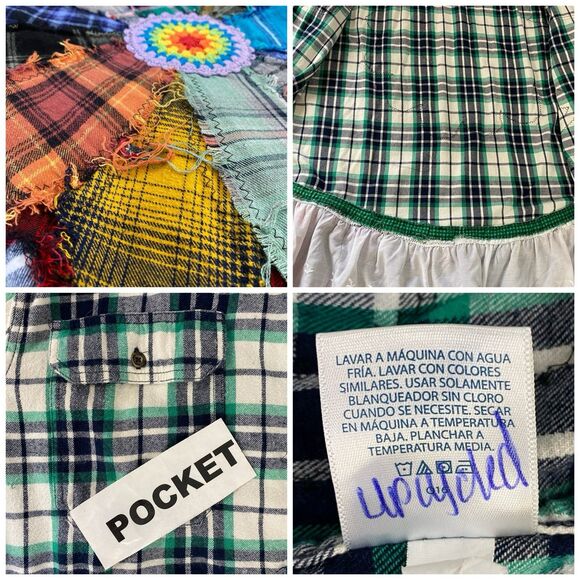 POCKET
LAVAR A MÁQUINA CON AGUA
FRÍA. LAVAR CON COLORES
SIMILARES. USAR SOLAMENTE
BLANQUEADOR SIN CLORO
CUANDO SE NECESITE. SECAR
EN MÁQUINA A TEMPERATURA
BAJA. PLANCHAR A
TEMPERATURA MEDIA.
upcycled